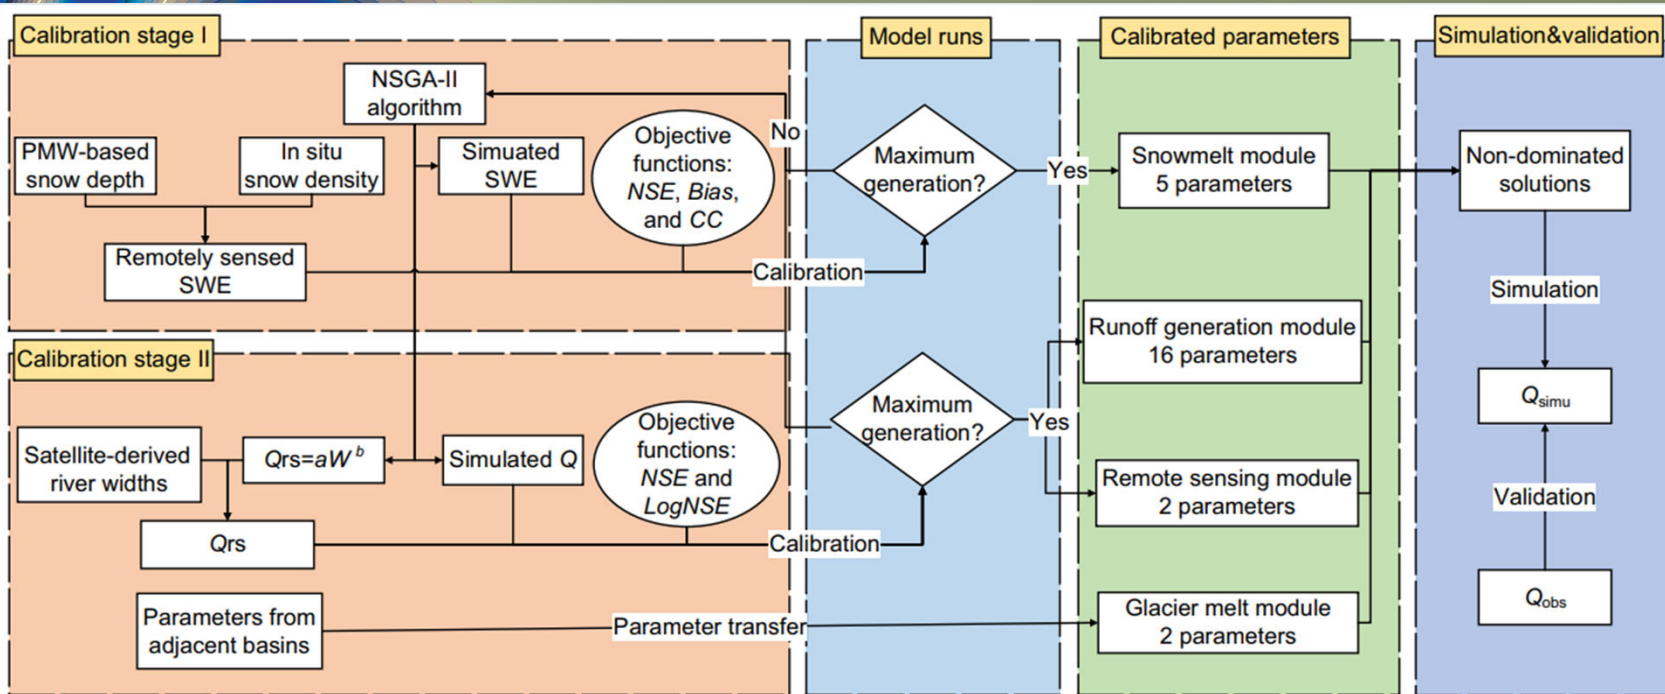 Calibration stage I
Model runs
Calibrated parameters
Simulation&validation
NSGA-II
algorithm
PMW-based
snow depth
In situ
snow density
Simuated
SWE
Objective
functions:
NSE, Bias,
and CC
No
Maximum
generation?
Yes
Snowmelt module
5 parameters
Non-dominated
solutions
Remotely sensed
SWE
Calibration
Simulation
Runoff generation module
16 parameters
Calibration stage II
Satellite-derived
river widths
Qrs=aW b
Simulated Q
Objective
functions:
NSE and
LogNSE
Maximum
generation?
Yes
Qsimu
Remote sensing module
2 parameters
Validation
Qrs
Calibration
Parameters from
adjacent basins
Parameter transfer
Glacier melt module
2 parameters
Qobs